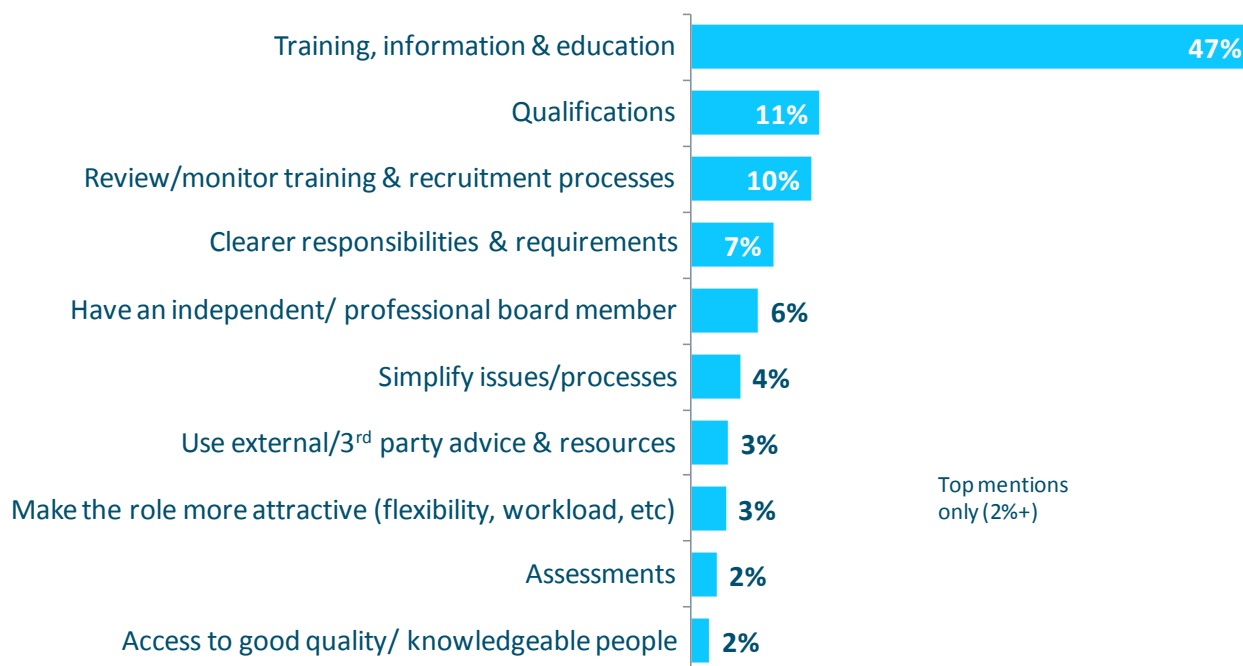 Training, information & education 47%
Qualifications 11%
Review/monitor training & recruitment processes 10%
Clearer responsibilities & requirements 7%
Have an independent/ professional board member 6%
Simplify issues/processes 4%
Use external/3rd party advice & resources 3%
Make the role more attractive (flexibility, workload, etc) 3%
Top mentions
only (2%+)
Assessments 2%
Access to good quality/ knowledgeable people 2%